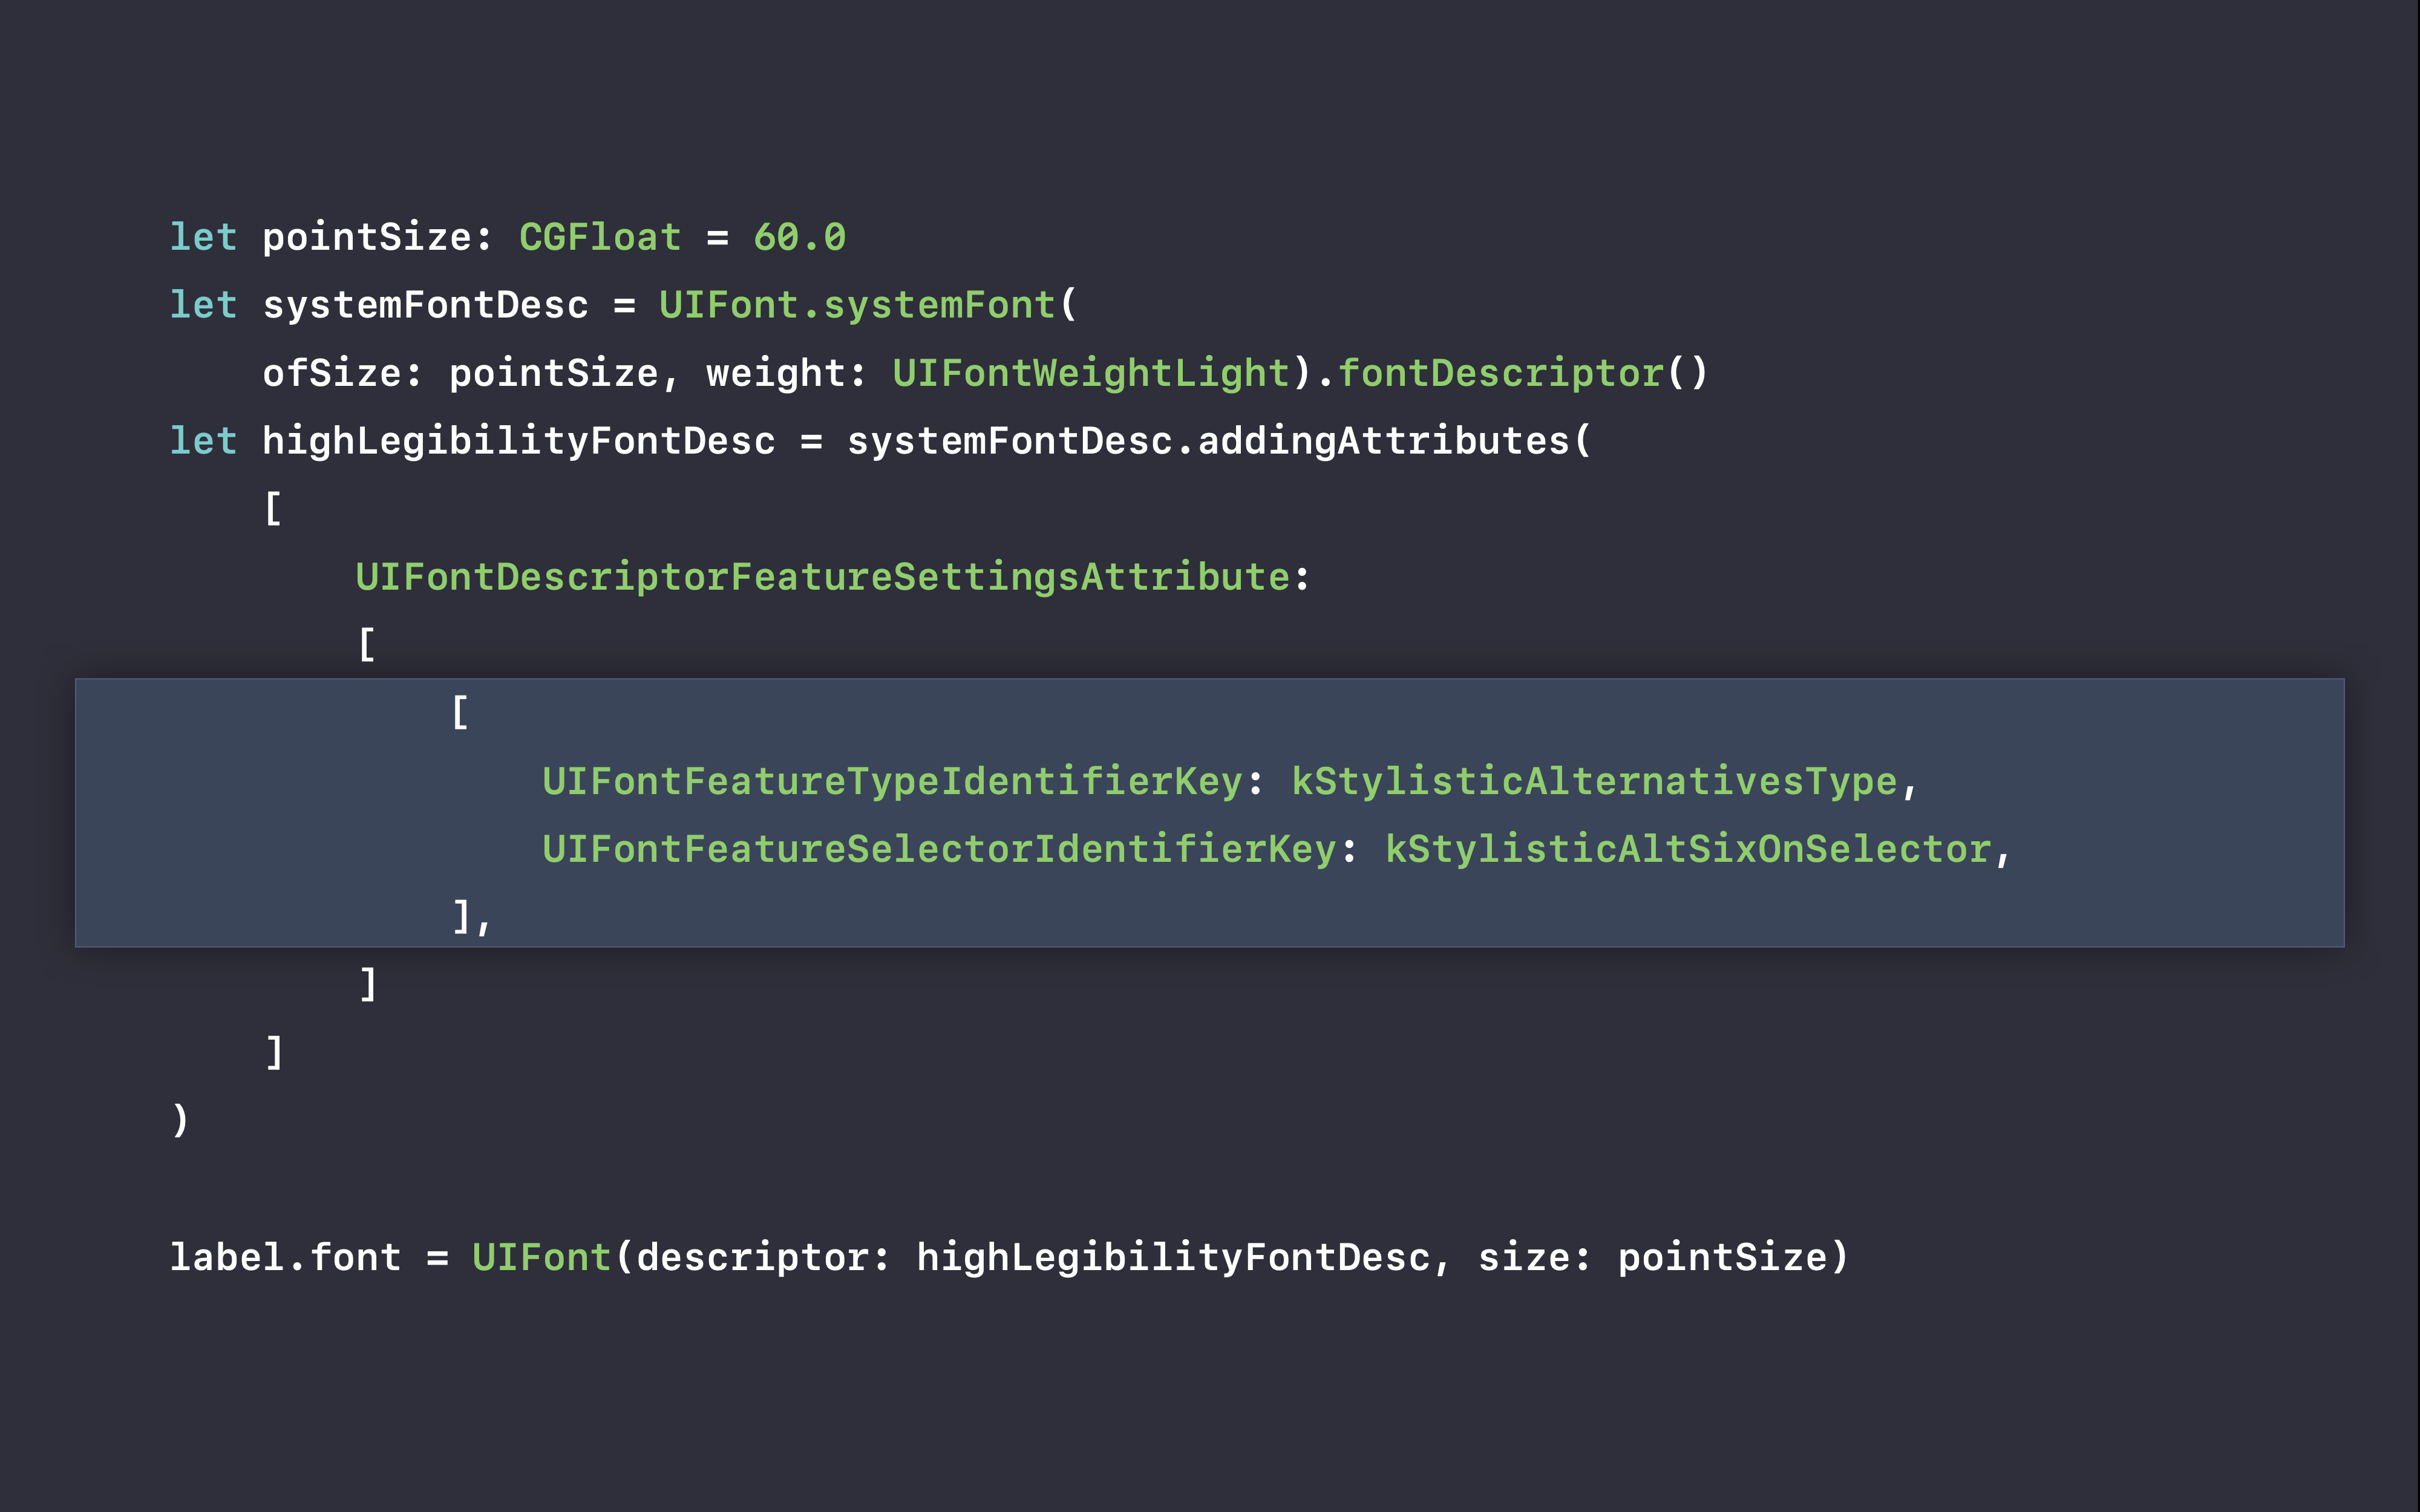 let pointSize: CGFloat = 60.0
let systemFontDesc = UIFont.systemFont(
    ofSize: pointSize, weight: UIFontWeightLight).fontDescriptor()
let highLegibilityFontDesc = systemFontDesc.addingAttributes(
    [
        UIFontDescriptorFeatureSettingsAttribute:
        [
            [
                UIFontFeatureTypeIdentifierKey: kStylisticAlternativesType,
                UIFontFeatureSelectorIdentifierKey: kStylisticAltSixOnSelector,
            ],
        ]
    ]
)
label.font = UIFont(descriptor: highLegibilityFontDesc, size: pointSize)